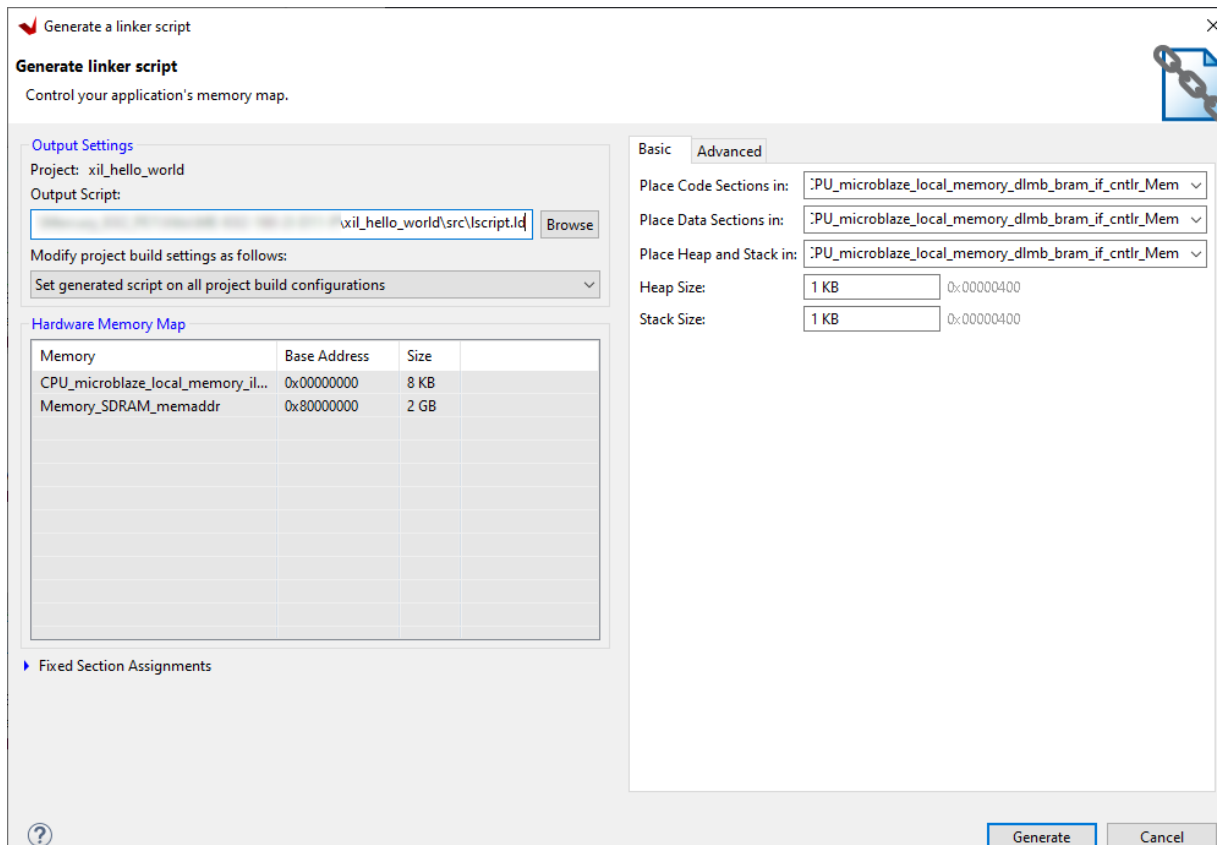 Generate a linker script
Generate linker script
Control your application's memory map.
Output Settings
Project: xil_hello_world
Output Script:
\xil_hello_world\src\lscript.ld
Browse
Modify project build settings as follows:
Set generated script on all project build configurations
Hardware Memory Map
Memory Base Address Size
CPU_microblaze_local_memory_il... 0x00000000 8 KB
Memory_SDRAM_memaddr 0x80000000 2 GB
Fixed Section Assignments
Basic Advanced
Place Code Sections in: :PU_microblaze_local_memory_dlmb_bram_if_cntlr_Mem
Place Data Sections in: :PU_microblaze_local_memory_dlmb_bram_if_cntlr_Mem
Place Heap and Stack in: :PU_microblaze_local_memory_dlmb_bram_if_cntlr_Mem
Heap Size: 1 KB 0x00000400
Stack Size: 1 KB 0x00000400
?
Generate Cancel